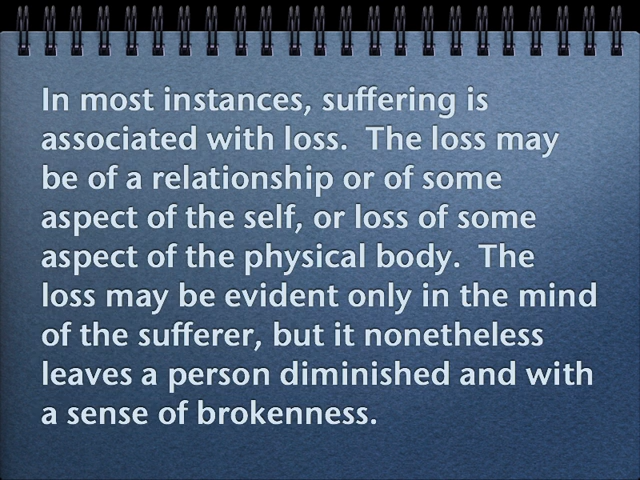 In most instances, suffering is
associated with loss.  The loss may
be of a relationship or of some
aspect of the self, or loss of some
aspect of the physical body.  The
loss may be evident only in the mind
of the sufferer, but it nonetheless
leaves a person diminished and with
a sense of brokenness.